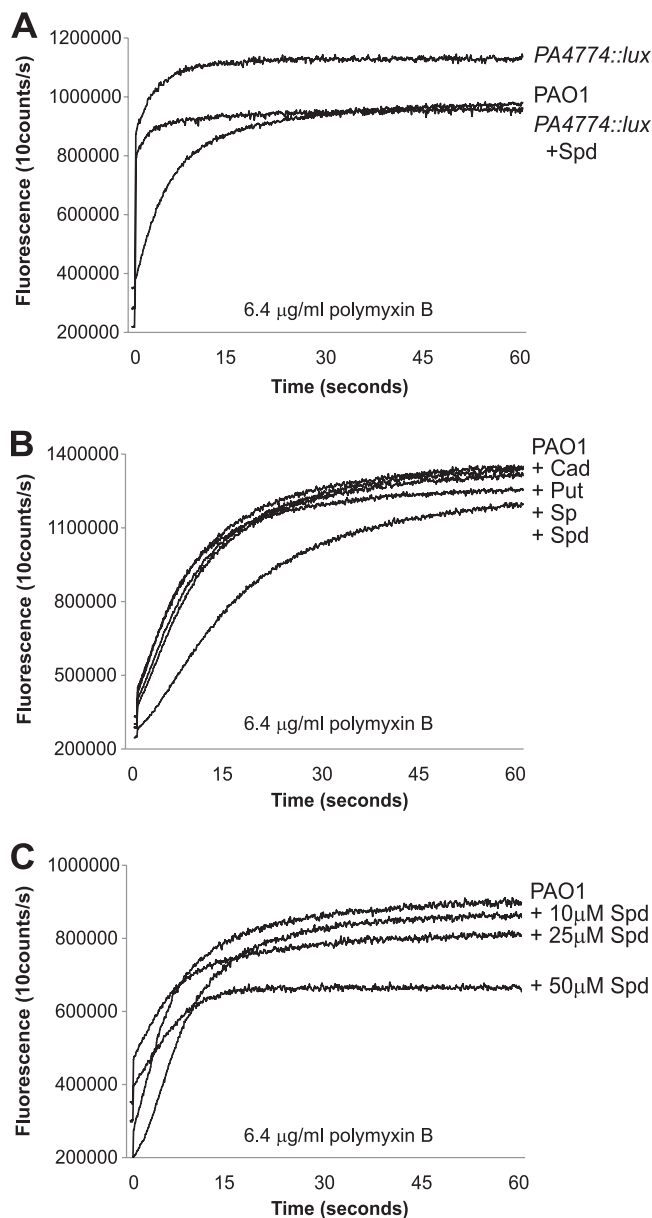 A
Fluorescence (10counts/s)
1200000
1000000
800000
600000
400000
200000
PA4774::lux
PAO1
PA4774::lux
+Spd
6.4 μg/ml polymyxin B
0 15 30 45 60
Time (seconds)
B
Fluorescence (10counts/s)
1400000
1100000
800000
500000
200000
PAO1
+ Cad
+ Put
+ Sp
+ Spd
6.4 μg/ml polymyxin B
0 15 30 45 60
Time (seconds)
C
Fluorescence (10counts/s)
1000000
800000
600000
400000
200000
PAO1
+ 10μM Spd
+ 25μM Spd
+ 50μM Spd
6.4 μg/ml polymyxin B
0 15 30 45 60
Time (seconds)